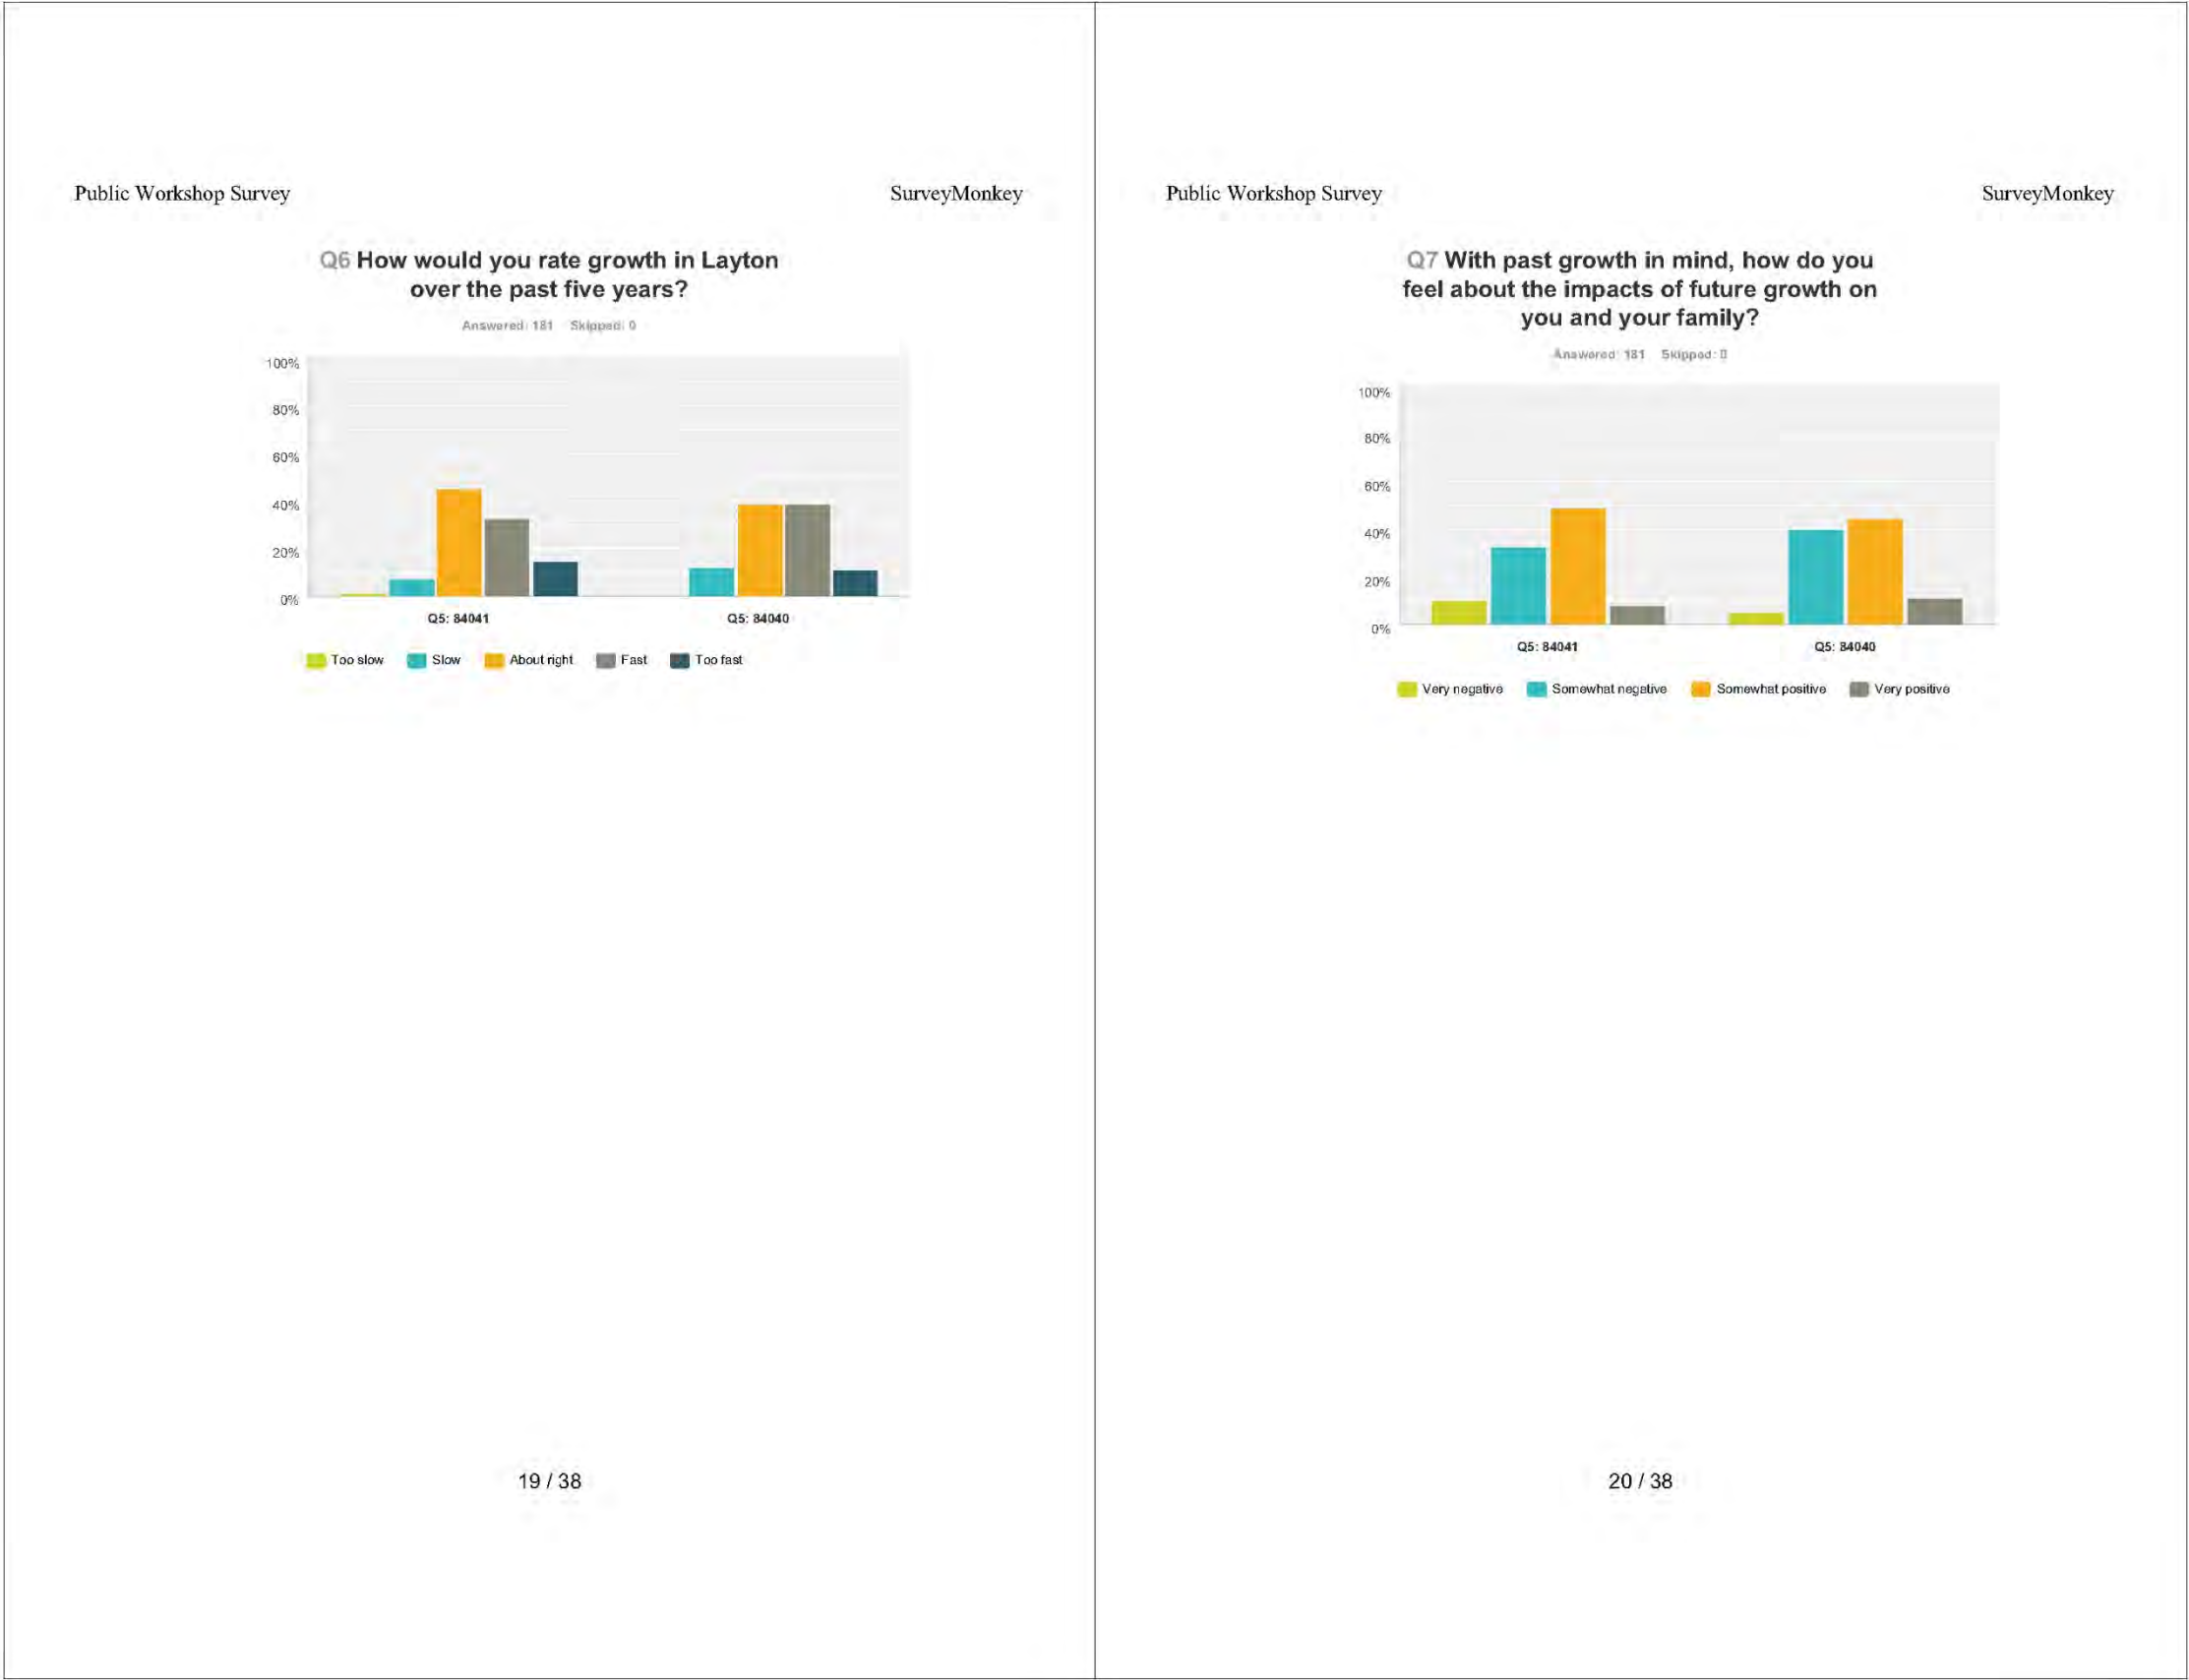 Public Workshop Survey
SurveyMonkey
Q6 How would you rate growth in Layton
over the past five years?
Answered: 181 Skipped: 0
100%
80%
60%
40%
20%
0%
Q5: 84041
Q5: 84040
Too slow
Slow
About right
Fast
Too fast
19 / 38
Public Workshop Survey
SurveyMonkey
Q7 With past growth in mind, how do you
feel about the impacts of future growth on
you and your family?
Answered: 181 Skipped: 0
100%
80%
60%
40%
20%
0%
Q5: 84041
Q5: 84040
Very negative
Somewhat negative
Somewhat positive
Very positive
20 / 38